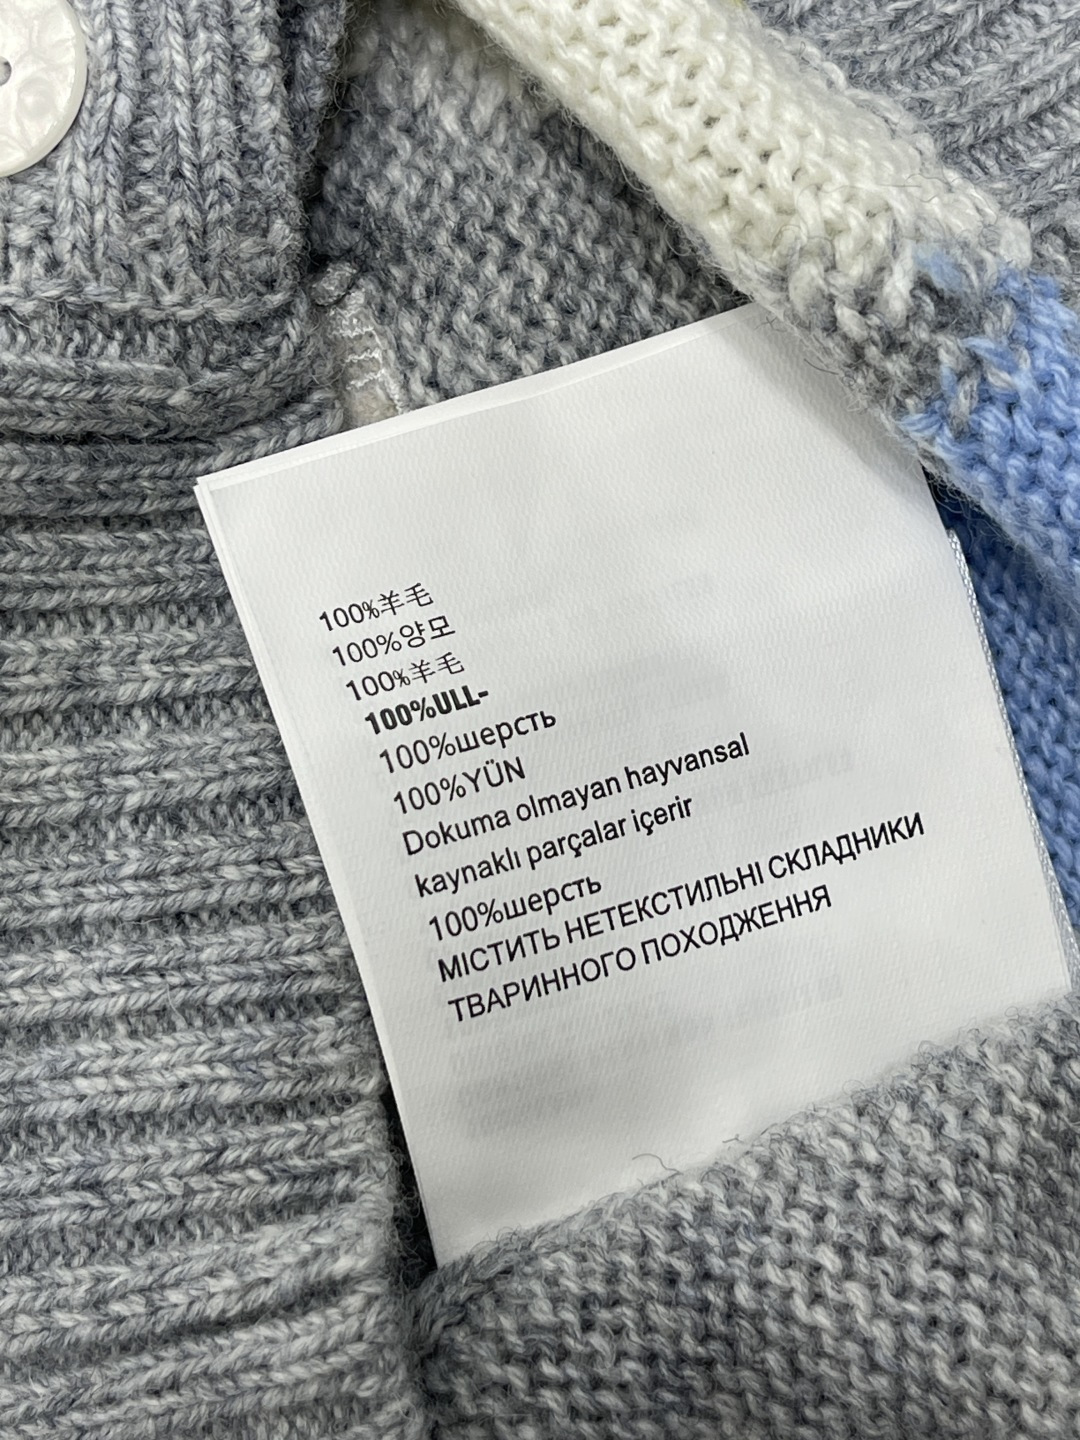 100%羊毛
100%양모
100%羊毛
100%ULL-
100%шерсть
100%YÜN
Dokuma olmayan hayvansal
kaynaklı parçalar içerir
100%шерсть
МІСТИТЬ НЕТЕКСТИЛЬНІ СКЛАДНИКИ
ТВАРИННОГО ПОХОДЖЕННЯ